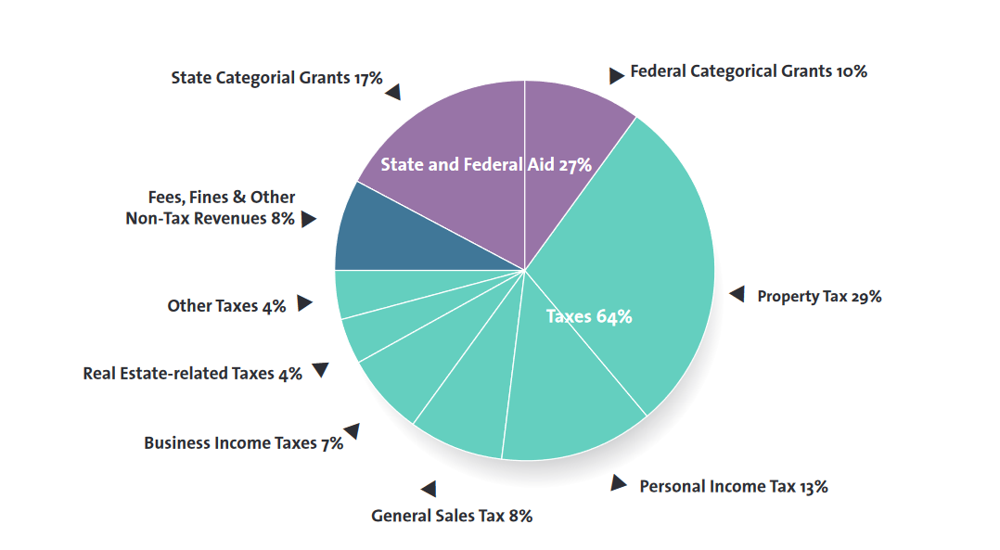 Federal Categorical Grants 10%
State Categorial Grants 17%
State and Federal Aid 27%
Fees, Fines & Other
Non-Tax Revenues 8%
Property Tax 29%
Other Taxes 4%
Taxes 64%
Real Estate-related Taxes 4%
Business Income Taxes 7%
Personal Income Tax 13%
General Sales Tax 8%